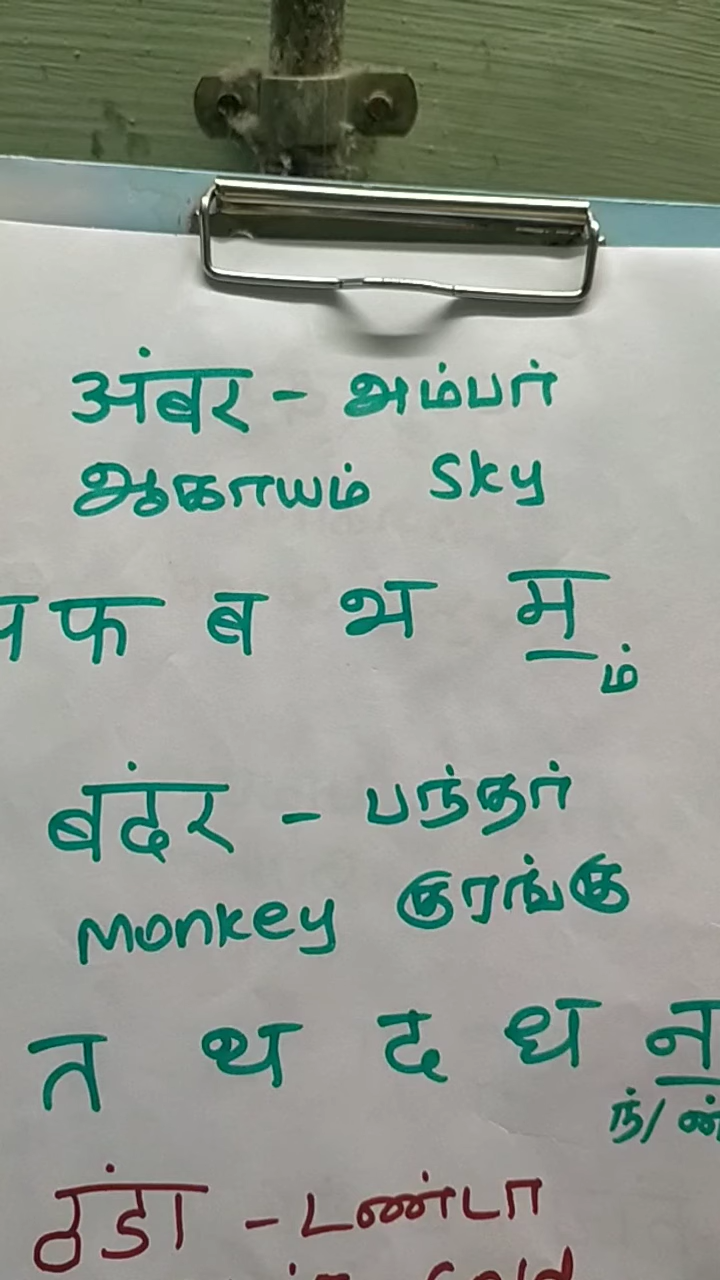 अंबर - அம்பர்
ஆகாயம் Sky
प फ ब भ म
ம்
बंदर - பந்தர்
Monkey குரங்கு
त थ द ध न
ந்/ன்
ठंडा - டண்டா